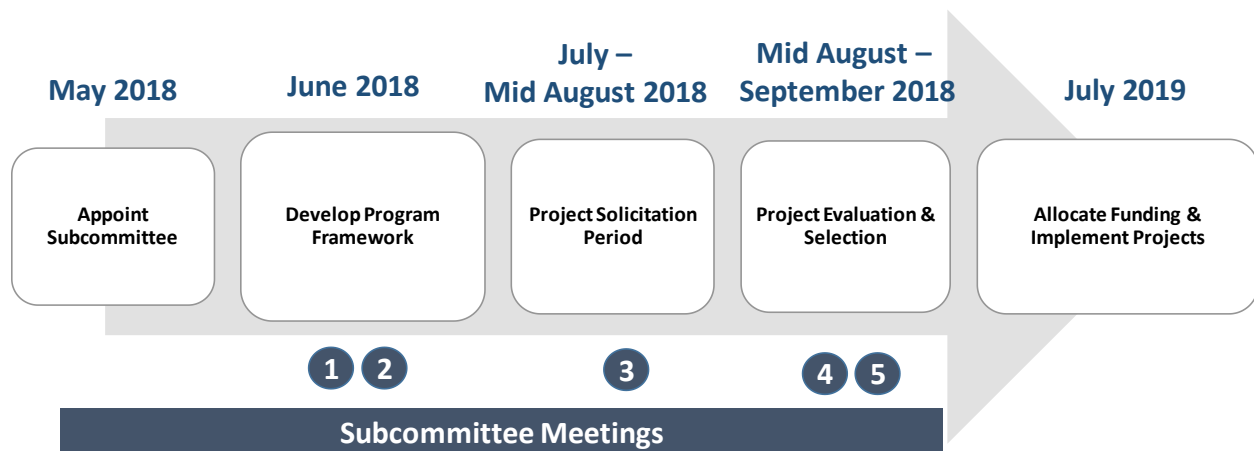 May 2018
June 2018
July –
Mid August 2018
Mid August –
September 2018
July 2019
Appoint
Subcommittee
Develop Program
Framework
Project Solicitation
Period
Project Evaluation &
Selection
Allocate Funding &
Implement Projects
1
2
3
4
5
Subcommittee Meetings